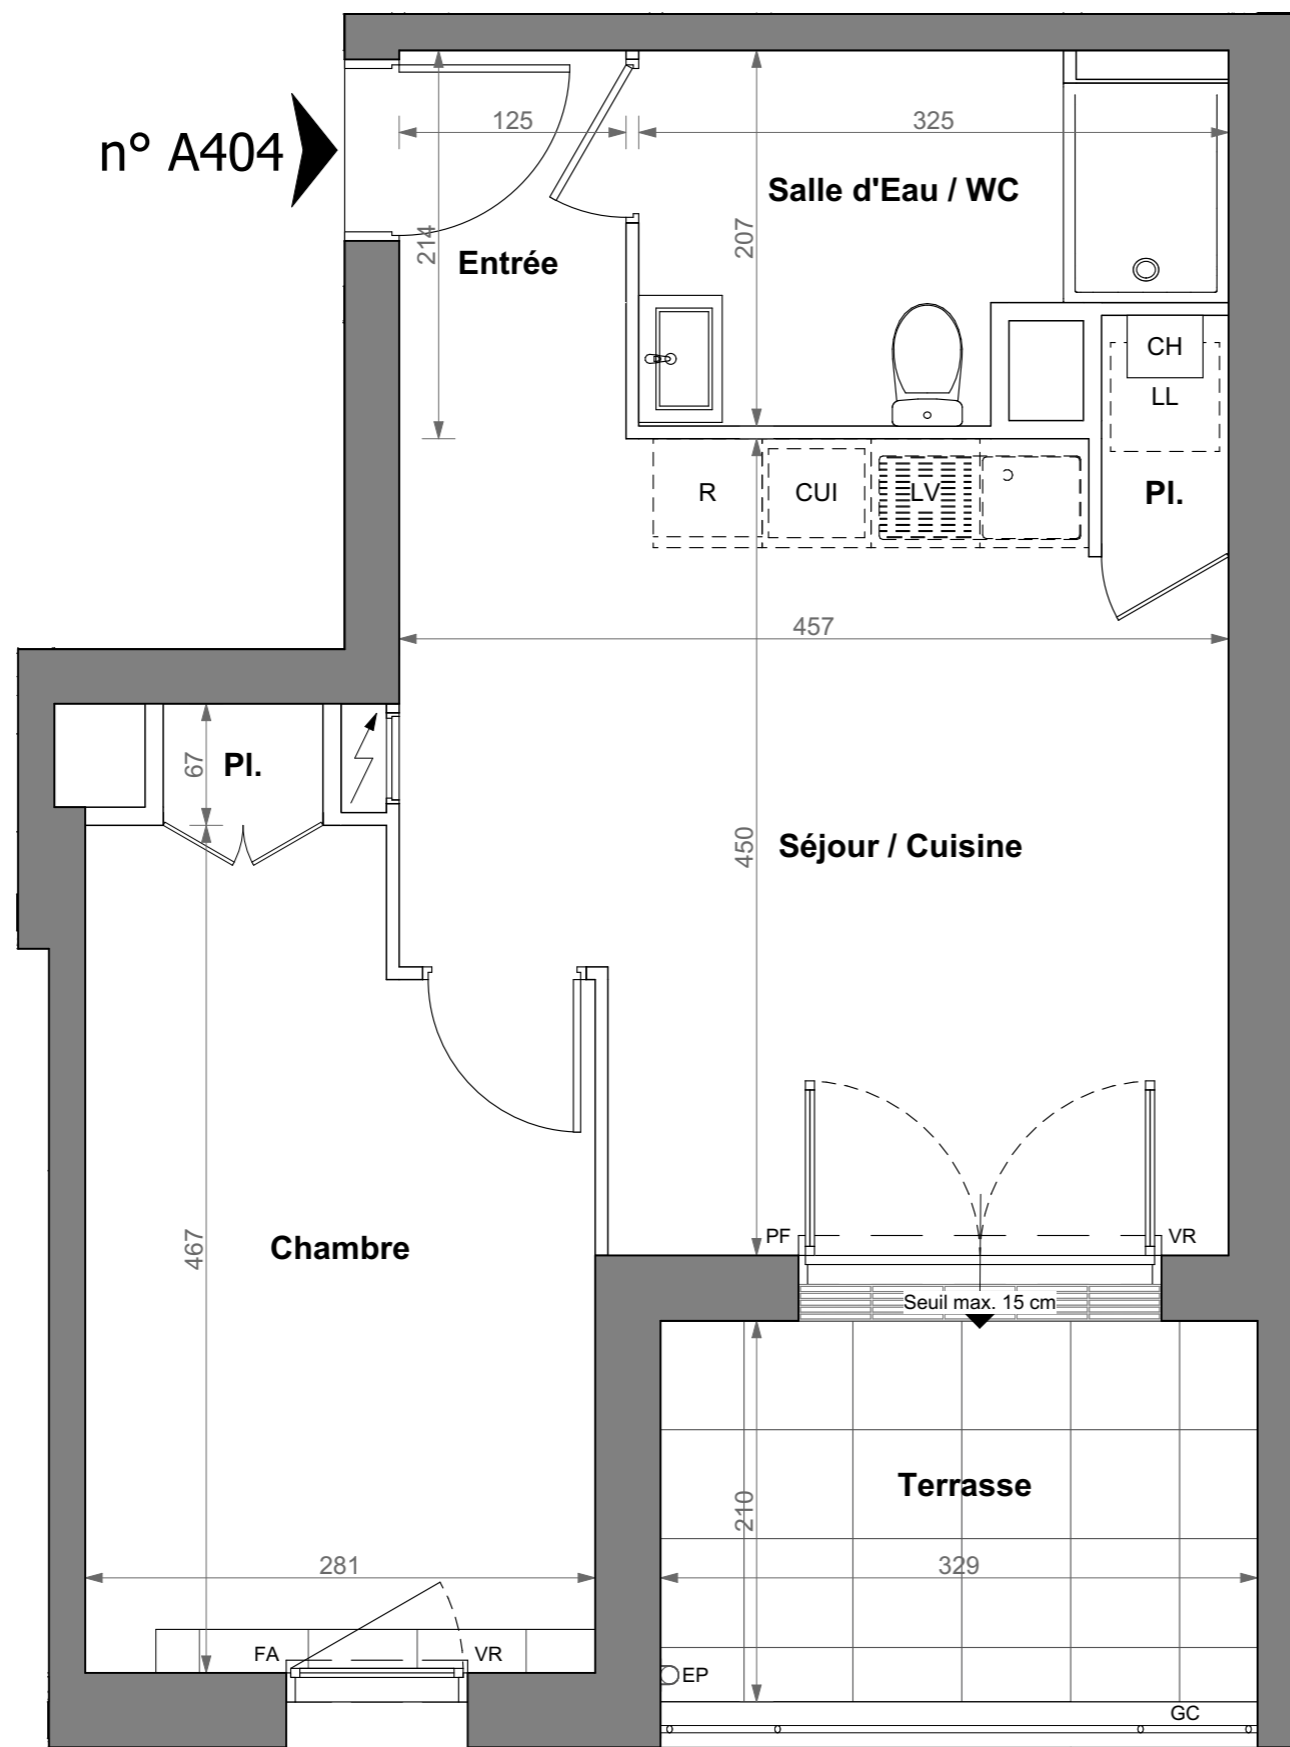 n° A404
125
325
Salle d'Eau / WC
214
207
Entrée
CH
LL
R
CUI
LV
Pl.
457
67
Pl.
450
Séjour / Cuisine
467
Chambre
PF
VR
Seuil max. 15 cm
210
Terrasse
281
329
FA
VR
EP
GC